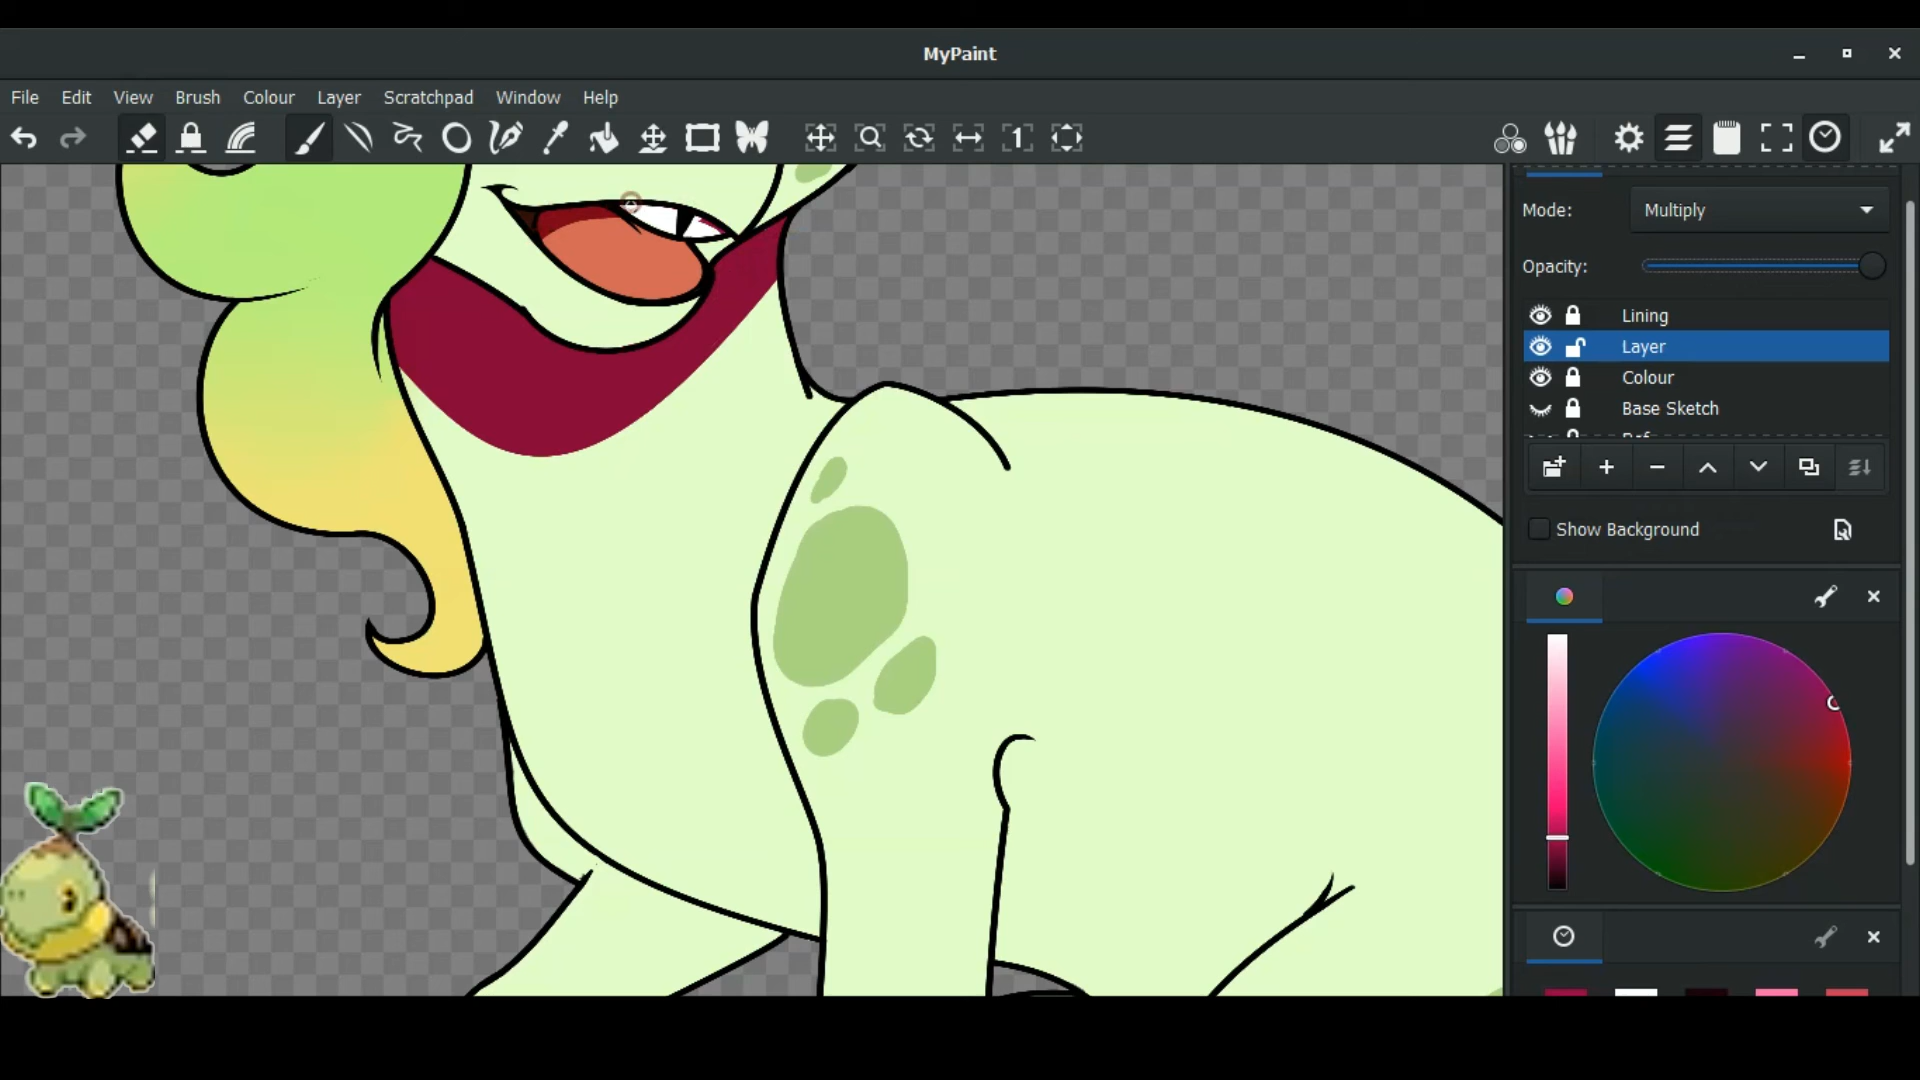 MyPaint
File Edit View Brush Colour Layer Scratchpad Window Help
1
Mode: Multiply
Opacity:
Lining
Layer
Colour
Base Sketch
Show Background